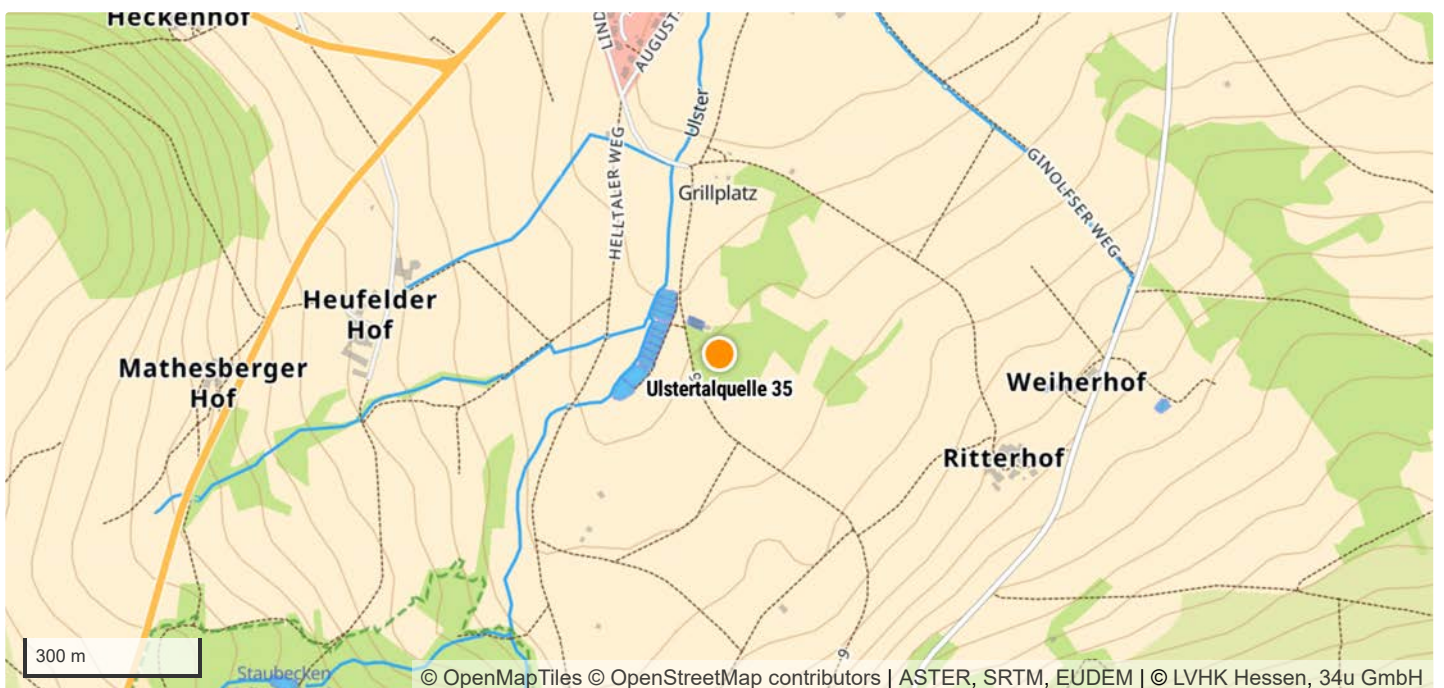 Heckenhof
LIND
AUGUST
Ulster
HELLTALER WEG
GINOLFSER WEG
Grillplatz
Heufelder
Hof
Mathesberger
Hof
Ulstertalquelle 35
Weiherhof
Ritterhof
9
300 m
Staubecken
© OpenMapTiles © OpenStreetMap contributors | ASTER, SRTM, EUDEM | © LVHK Hessen, 34u GmbH